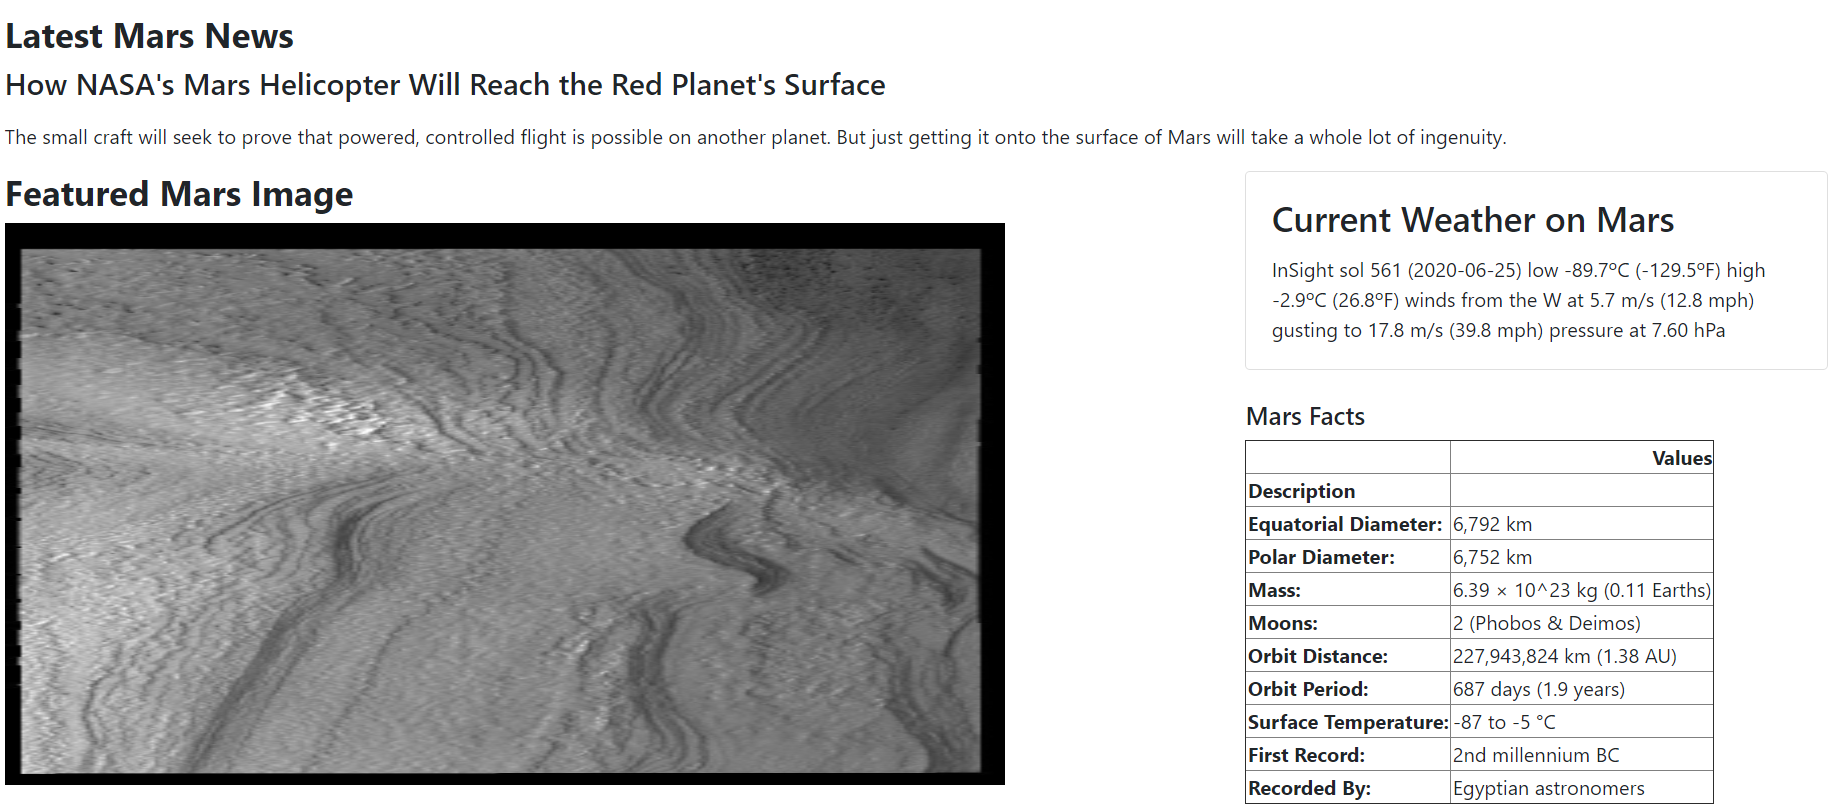 Latest Mars News
How NASA's Mars Helicopter Will Reach the Red Planet's Surface
The small craft will seek to prove that powered, controlled flight is possible on another planet. But just getting it onto the surface of Mars will take a whole lot of ingenuity.
Featured Mars Image
Current Weather on Mars
InSight sol 561 (2020-06-25) low -89.7ºC (-129.5ºF) high
-2.9ºC (26.8ºF) winds from the W at 5.7 m/s (12.8 mph)
gusting to 17.8 m/s (39.8 mph) pressure at 7.60 hPa
Mars Facts
Values
Description
Equatorial Diameter: 6,792 km
Polar Diameter: 6,752 km
Mass: 6.39 × 10^23 kg (0.11 Earths)
Moons: 2 (Phobos & Deimos)
Orbit Distance: 227,943,824 km (1.38 AU)
Orbit Period: 687 days (1.9 years)
Surface Temperature: -87 to -5 °C
First Record: 2nd millennium BC
Recorded By: Egyptian astronomers